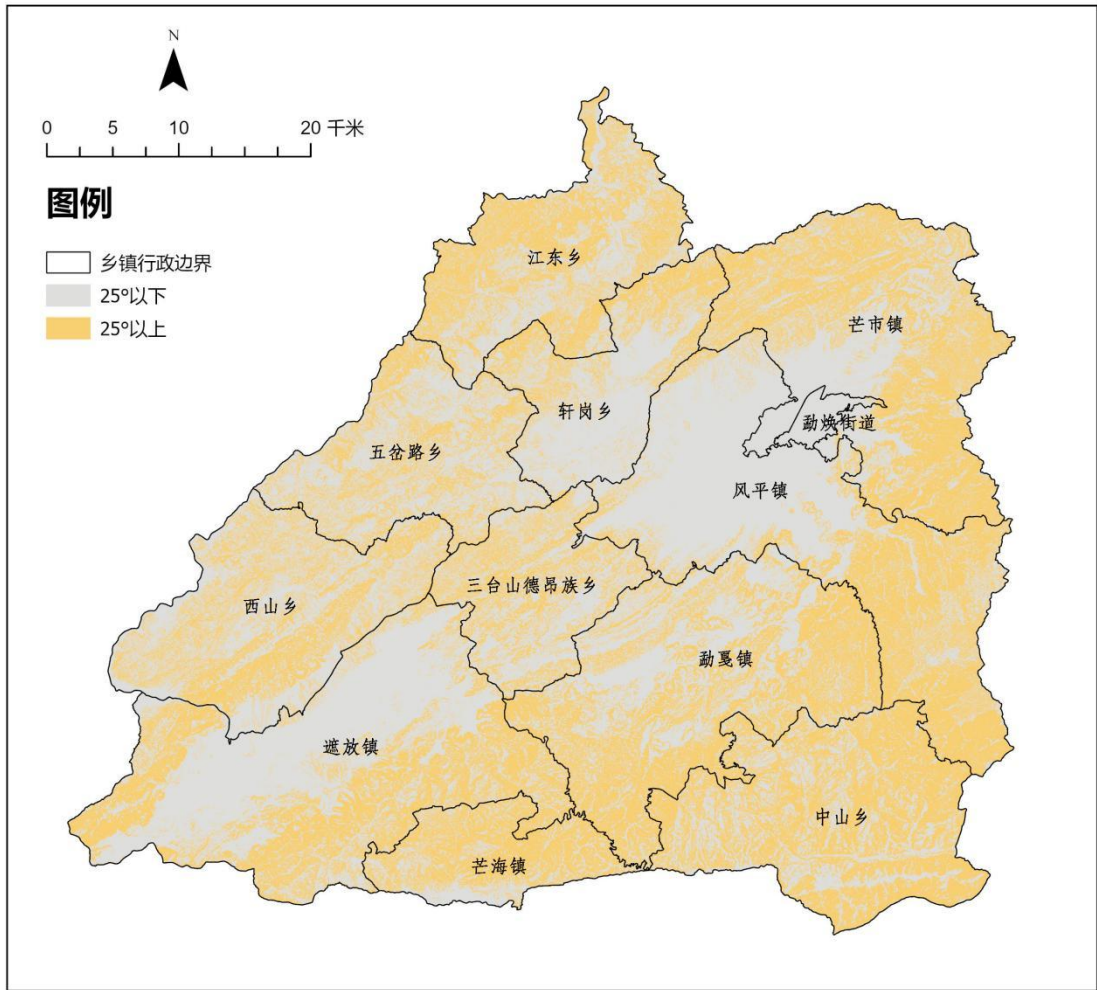 N
0 5 10 20 千米
图例
乡镇行政边界
25°以下
25°以上
江东乡
芒市镇
轩岗乡
勐焕街道
五岔路乡
风平镇
三台山德昂族乡
西山乡
勐戛镇
遮放镇
中山乡
芒海镇